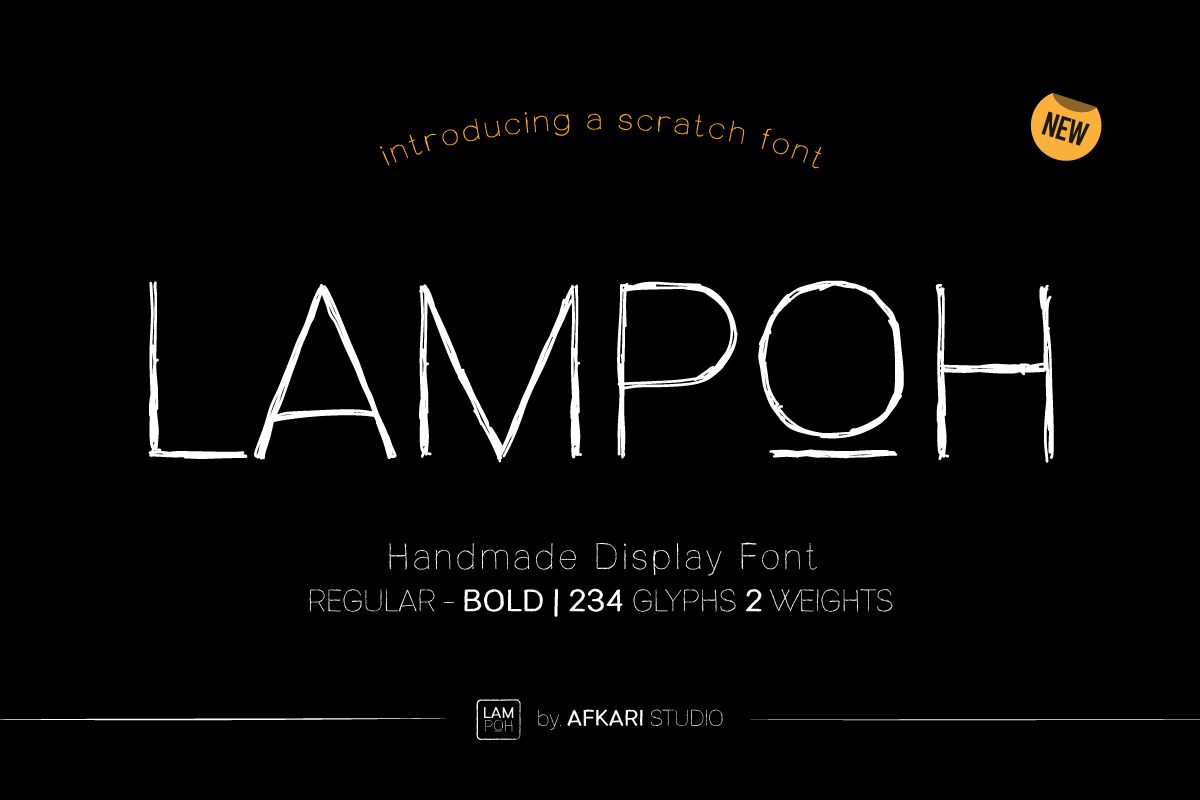 introducing a scratch font
NEW
LAMPOH
Handmade Display Font
REGULAR - BOLD | 234 GLYPHS 2 WEIGHTS
LAM
POH
by. AFKARI STUDIO